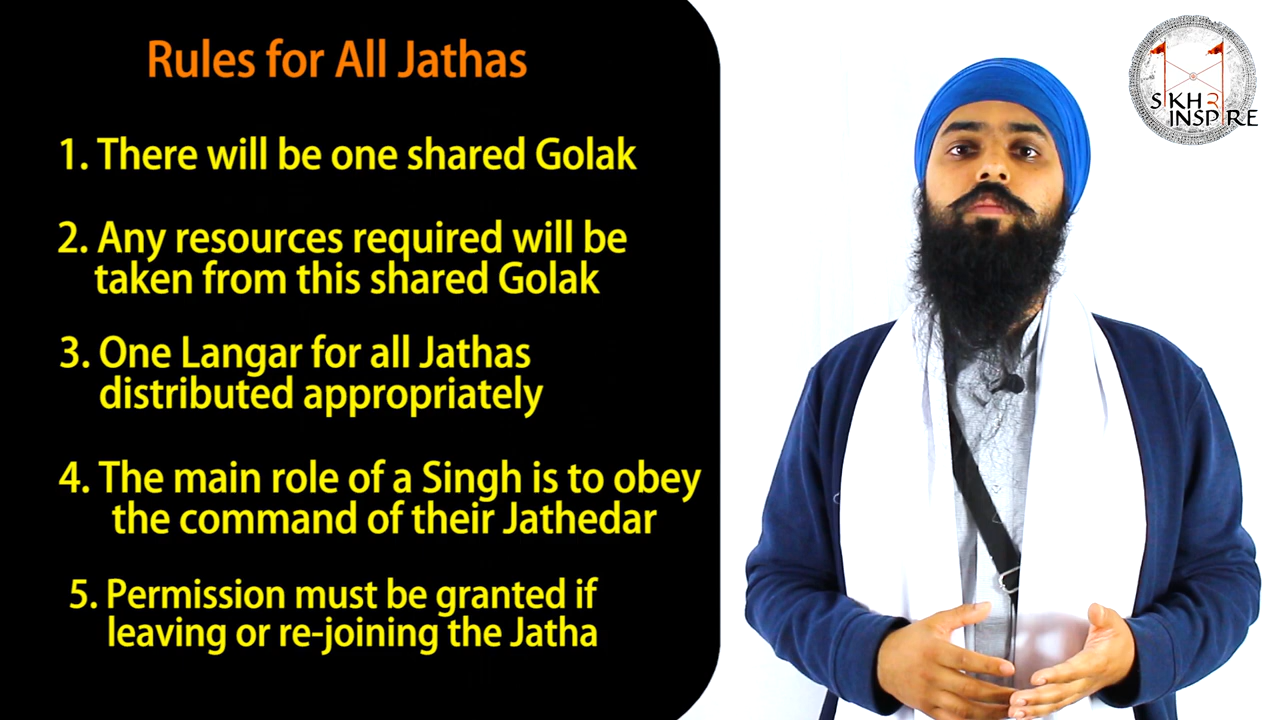 Rules for All Jathas
1. There will be one shared Golak
2. Any resources required will be
taken from this shared Golak
3. One Langar for all Jathas
distributed appropriately
4. The main role of a Singh is to obey
the command of their Jathedar
5. Permission must be granted if
leaving or re-joining the Jatha
SIKH 2
INSPIRE